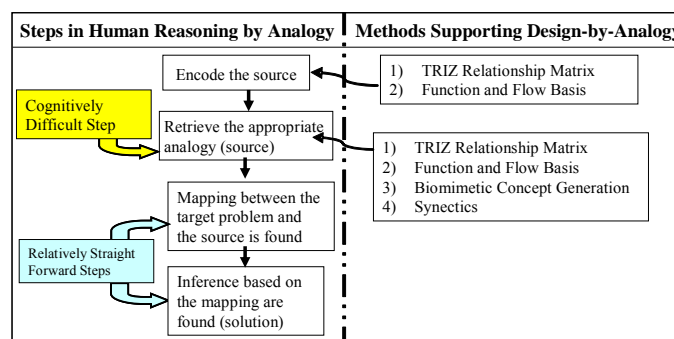 Steps in Human Reasoning by Analogy
Methods Supporting Design-by-Analogy
Encode the source
1) TRIZ Relationship Matrix
2) Function and Flow Basis
Cognitively
Difficult Step
Retrieve the appropriate
analogy (source)
1) TRIZ Relationship Matrix
2) Function and Flow Basis
3) Biomimetic Concept Generation
4) Synectics
Mapping between the
target problem and
the source is found
Relatively Straight
Forward Steps
Inference based on
the mapping are
found (solution)